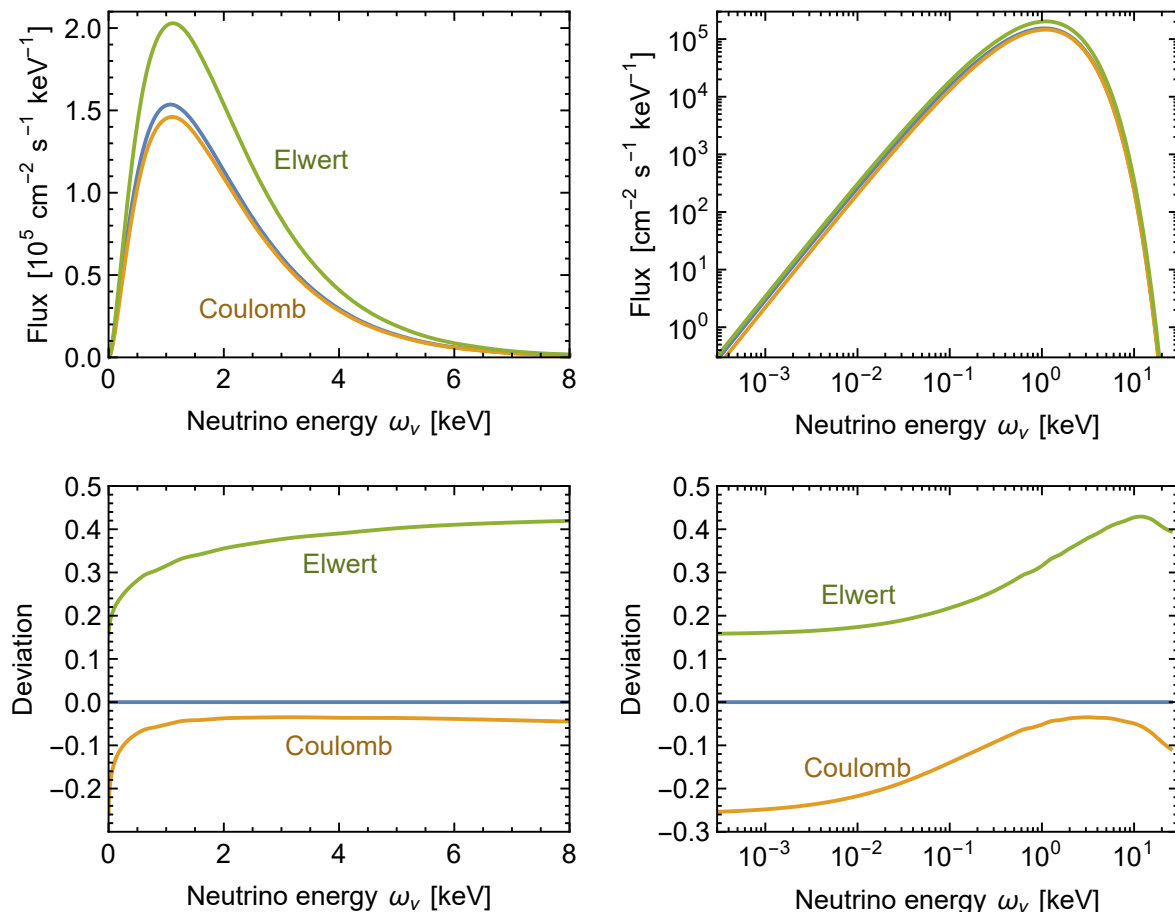 Flux [10⁵ cm⁻² s⁻¹ keV⁻¹]
2.0
1.5
1.0
0.5
0.0
Elwert
Coulomb
0 2 4 6 8
Neutrino energy ων [keV]
Flux [cm⁻² s⁻¹ keV⁻¹]
10⁵
10⁴
10³
10²
10¹
10⁰
10⁻³ 10⁻² 10⁻¹ 10⁰ 10¹
Neutrino energy ων [keV]
Deviation
0.5
0.4
0.3
0.2
0.1
0.0
−0.1
−0.2
Elwert
Coulomb
0 2 4 6 8
Neutrino energy ων [keV]
Deviation
0.5
0.4
0.3
0.2
0.1
0.0
−0.1
−0.2
−0.3
Elwert
Coulomb
10⁻³ 10⁻² 10⁻¹ 10⁰ 10¹
Neutrino energy ων [keV]